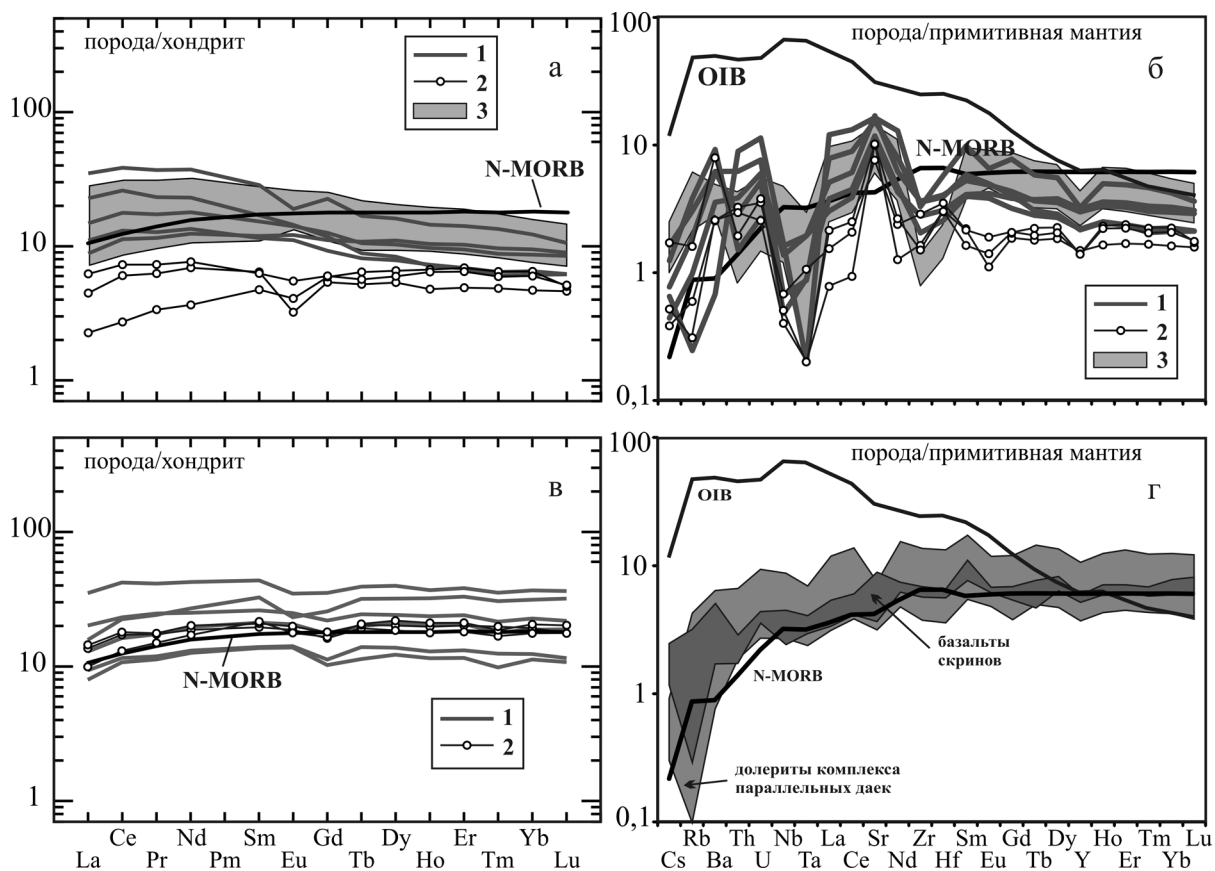 порода/хондрит
а
1
2
3
N-MORB
100
10
1
порода/примитивная мантия
б
OIB
N-MORB
1
2
3
100
10
1
0,1
порода/хондрит
в
N-MORB
1
2
100
10
1
La Ce Pr Nd Pm Sm Eu Gd Tb Dy Ho Er Tm Yb Lu
порода/примитивная мантия
г
OIB
N-MORB
базальты
скринов
долериты комплекса
параллельных даек
100
10
1
0,1
Cs Rb Ba Th U Nb Ta La Ce Sr Nd Zr Hf Sm Eu Gd Tb Dy Y Ho Er Tm Yb Lu